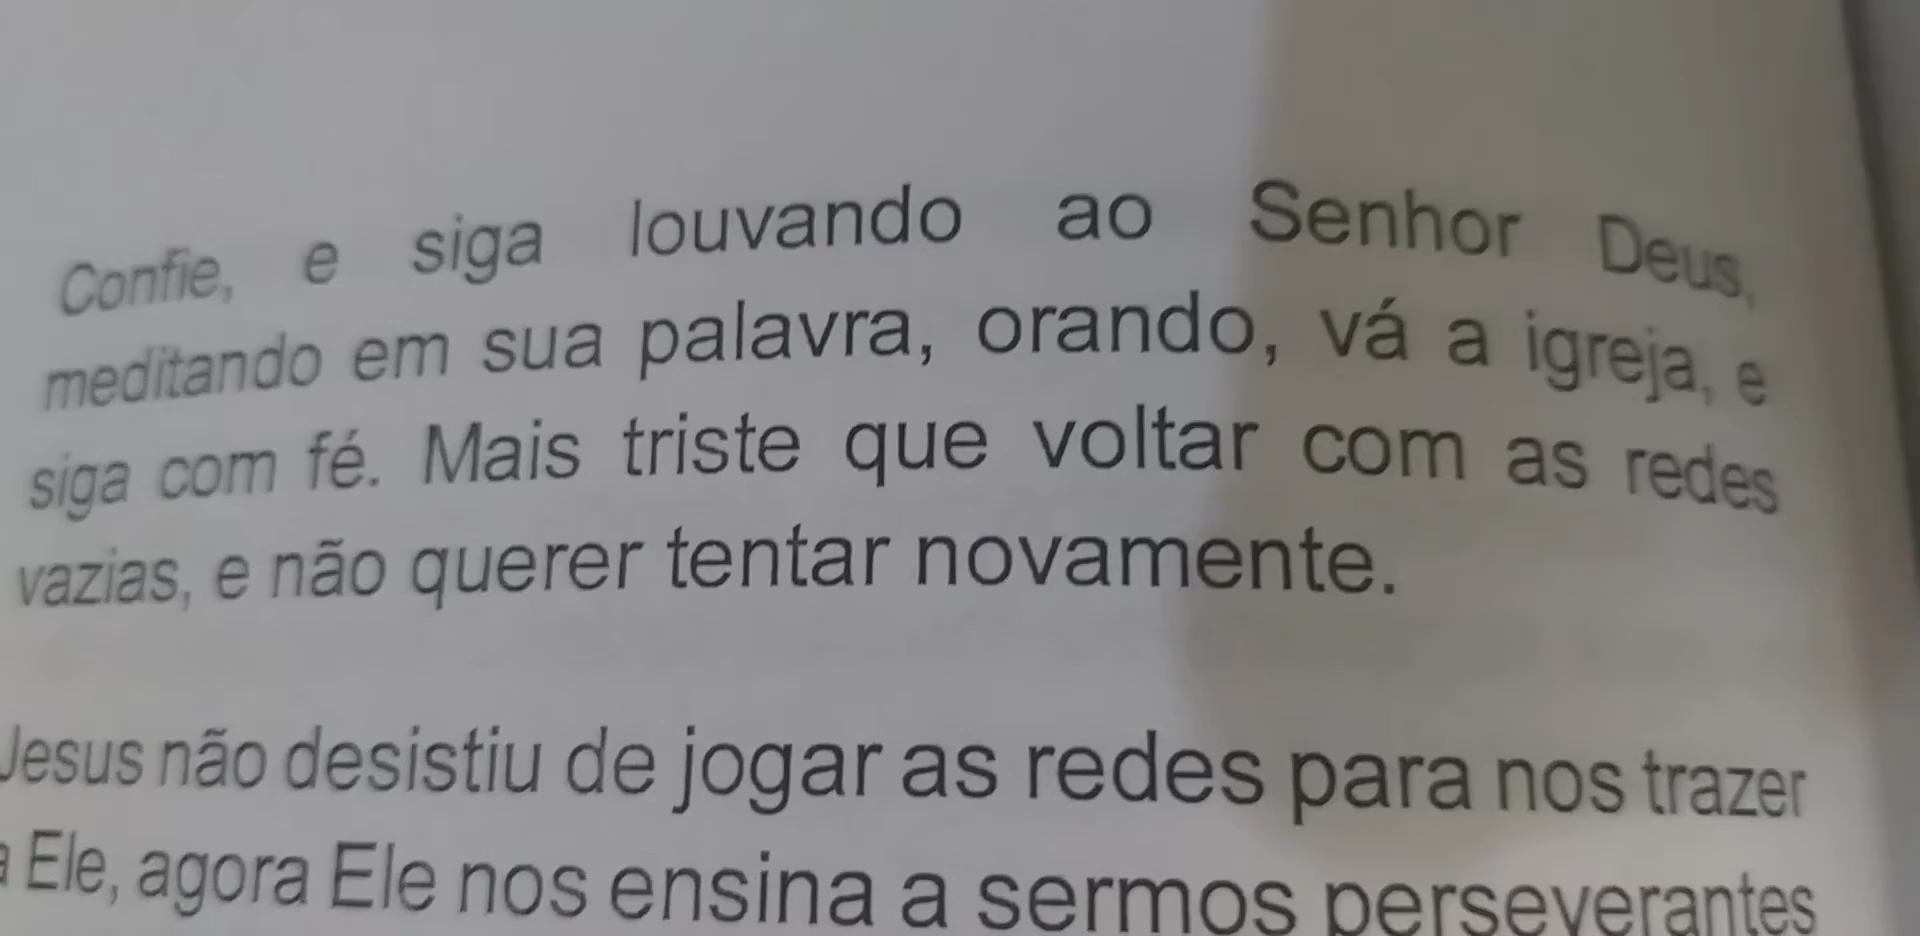 Confie, e siga louvando ao Senhor Deus,
meditando em sua palavra, orando, vá a igreja, e
siga com fé. Mais triste que voltar com as redes
vazias, e não querer tentar novamente.
Jesus não desistiu de jogar as redes para nos trazer
a Ele, agora Ele nos ensina a sermos perseverantes